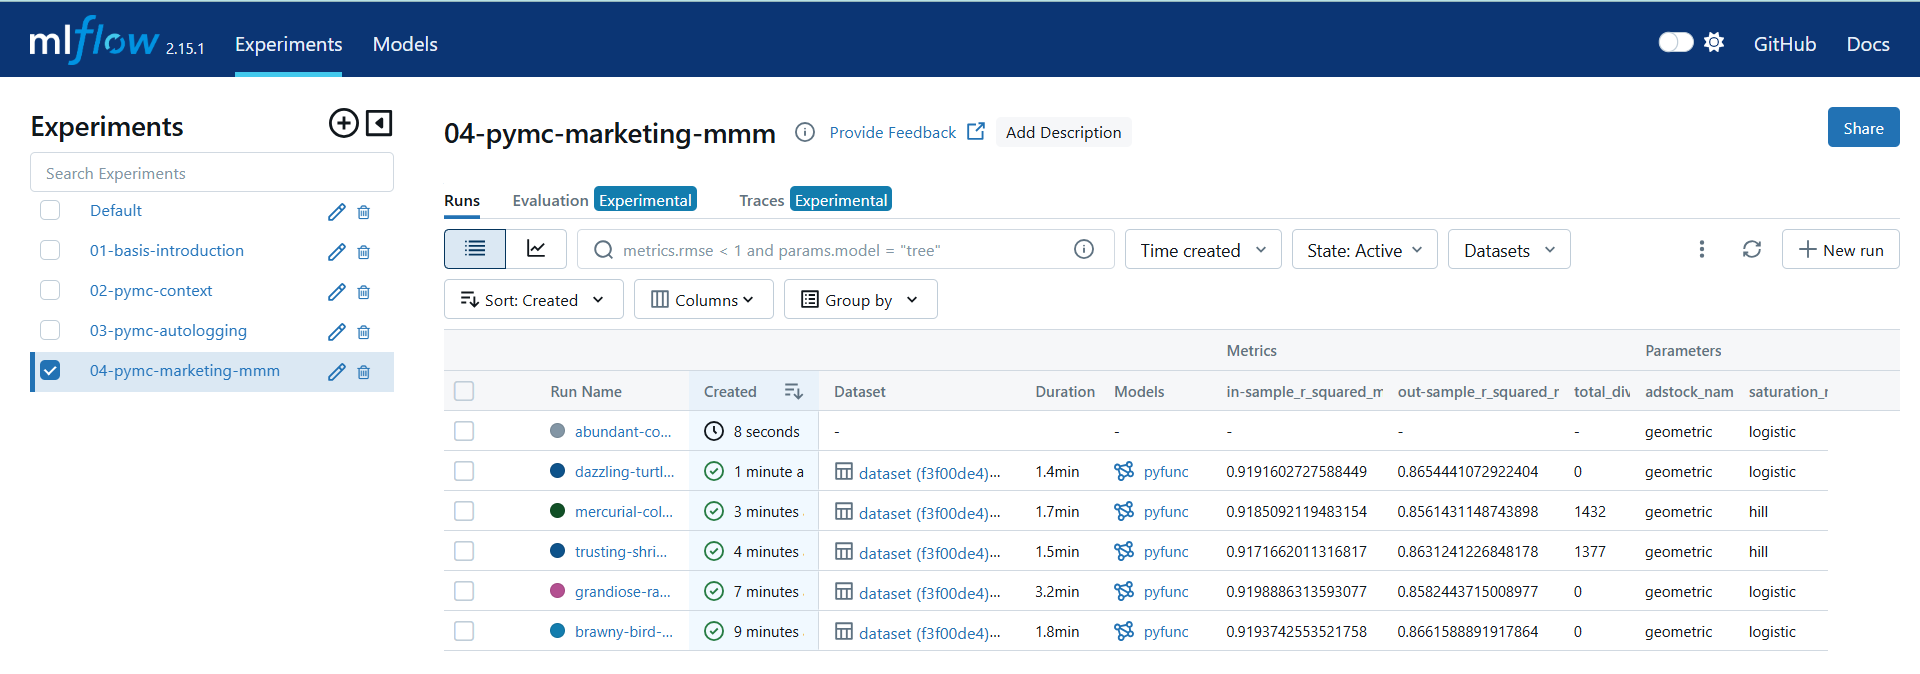 mlflow 2.15.1 Experiments Models GitHub Docs
Experiments
Search Experiments
Default
01-basis-introduction
02-pymc-context
03-pymc-autologging
04-pymc-marketing-mmm
04-pymc-marketing-mmm Provide Feedback Add Description Share
Runs Evaluation Experimental Traces Experimental
metrics.rmse < 1 and params.model = "tree" Time created State: Active Datasets New run
Sort: Created Columns Group by
Metrics Parameters
Run Name Created Dataset Duration Models in-sample_r_squared_m out-sample_r_squared_r total_div adstock_nam saturation_r
abundant-co... 8 seconds - - - - - geometric logistic
dazzling-turtl... 1 minute a dataset (f3f00de4)... 1.4min pyfunc 0.9191602727588449 0.8654441072922404 0 geometric logistic
mercurial-col... 3 minutes dataset (f3f00de4)... 1.7min pyfunc 0.9185092119483154 0.8561431148743898 1432 geometric hill
trusting-shri... 4 minutes dataset (f3f00de4)... 1.5min pyfunc 0.9171662011316817 0.8631241226848178 1377 geometric hill
grandiose-ra... 7 minutes dataset (f3f00de4)... 3.2min pyfunc 0.9198886313593077 0.8582443715008977 0 geometric logistic
brawny-bird-... 9 minutes dataset (f3f00de4)... 1.8min pyfunc 0.9193742553521758 0.8661588891917864 0 geometric logistic